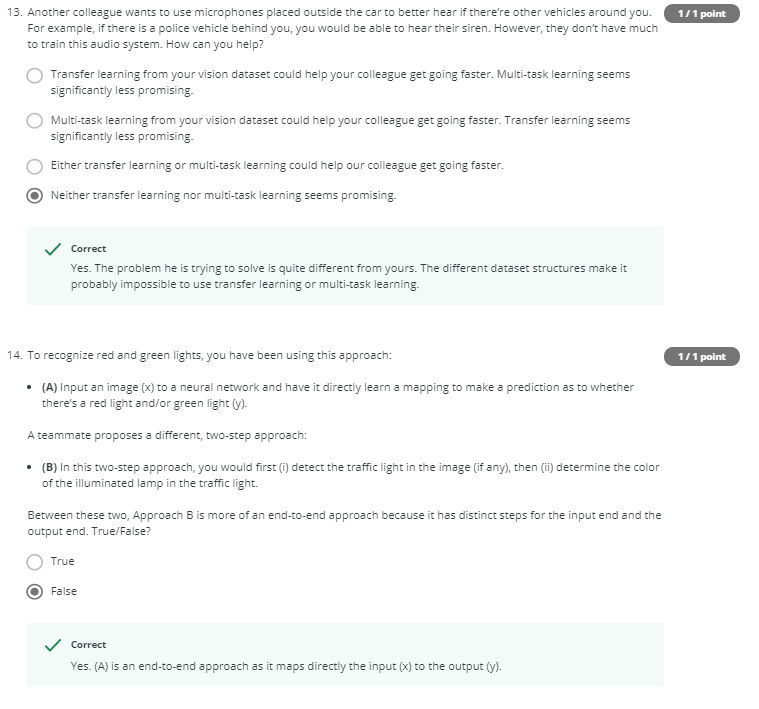 13. Another colleague wants to use microphones placed outside the car to better hear if there're other vehicles around you.
1 / 1 point
For example, if there is a police vehicle behind you, you would be able to hear their siren. However, they don't have much
to train this audio system. How can you help?
Transfer learning from your vision dataset could help your colleague get going faster. Multi-task learning seems
significantly less promising.
Multi-task learning from your vision dataset could help your colleague get going faster. Transfer learning seems
significantly less promising.
Either transfer learning or multi-task learning could help our colleague get going faster.
Neither transfer learning nor multi-task learning seems promising.
Correct
Yes. The problem he is trying to solve is quite different from yours. The different dataset structures make it
probably impossible to use transfer learning or multi-task learning.
14. To recognize red and green lights, you have been using this approach:
1 / 1 point
• (A) Input an image (x) to a neural network and have it directly learn a mapping to make a prediction as to whether
there's a red light and/or green light (y).
A teammate proposes a different, two-step approach:
• (B) In this two-step approach, you would first (i) detect the traffic light in the image (if any), then (ii) determine the color
of the illuminated lamp in the traffic light.
Between these two, Approach B is more of an end-to-end approach because it has distinct steps for the input end and the
output end. True/False?
True
False
Correct
Yes. (A) is an end-to-end approach as it maps directly the input (x) to the output (y).